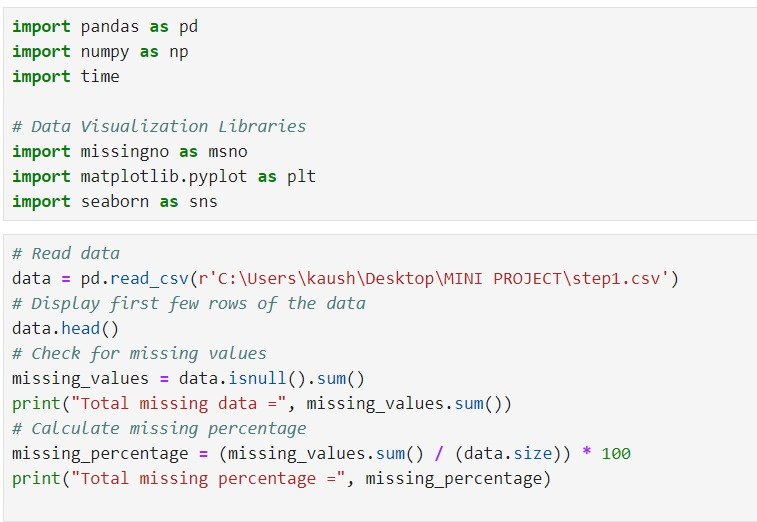 import pandas as pd
import numpy as np
import time
# Data Visualization Libraries
import missingno as msno
import matplotlib.pyplot as plt
import seaborn as sns
# Read data
data = pd.read_csv(r'C:\Users\kaush\Desktop\MINI PROJECT\step1.csv')
# Display first few rows of the data
data.head()
# Check for missing values
missing_values = data.isnull().sum()
print("Total missing data =", missing_values.sum())
# Calculate missing percentage
missing_percentage = (missing_values.sum() / (data.size)) * 100
print("Total missing percentage =", missing_percentage)